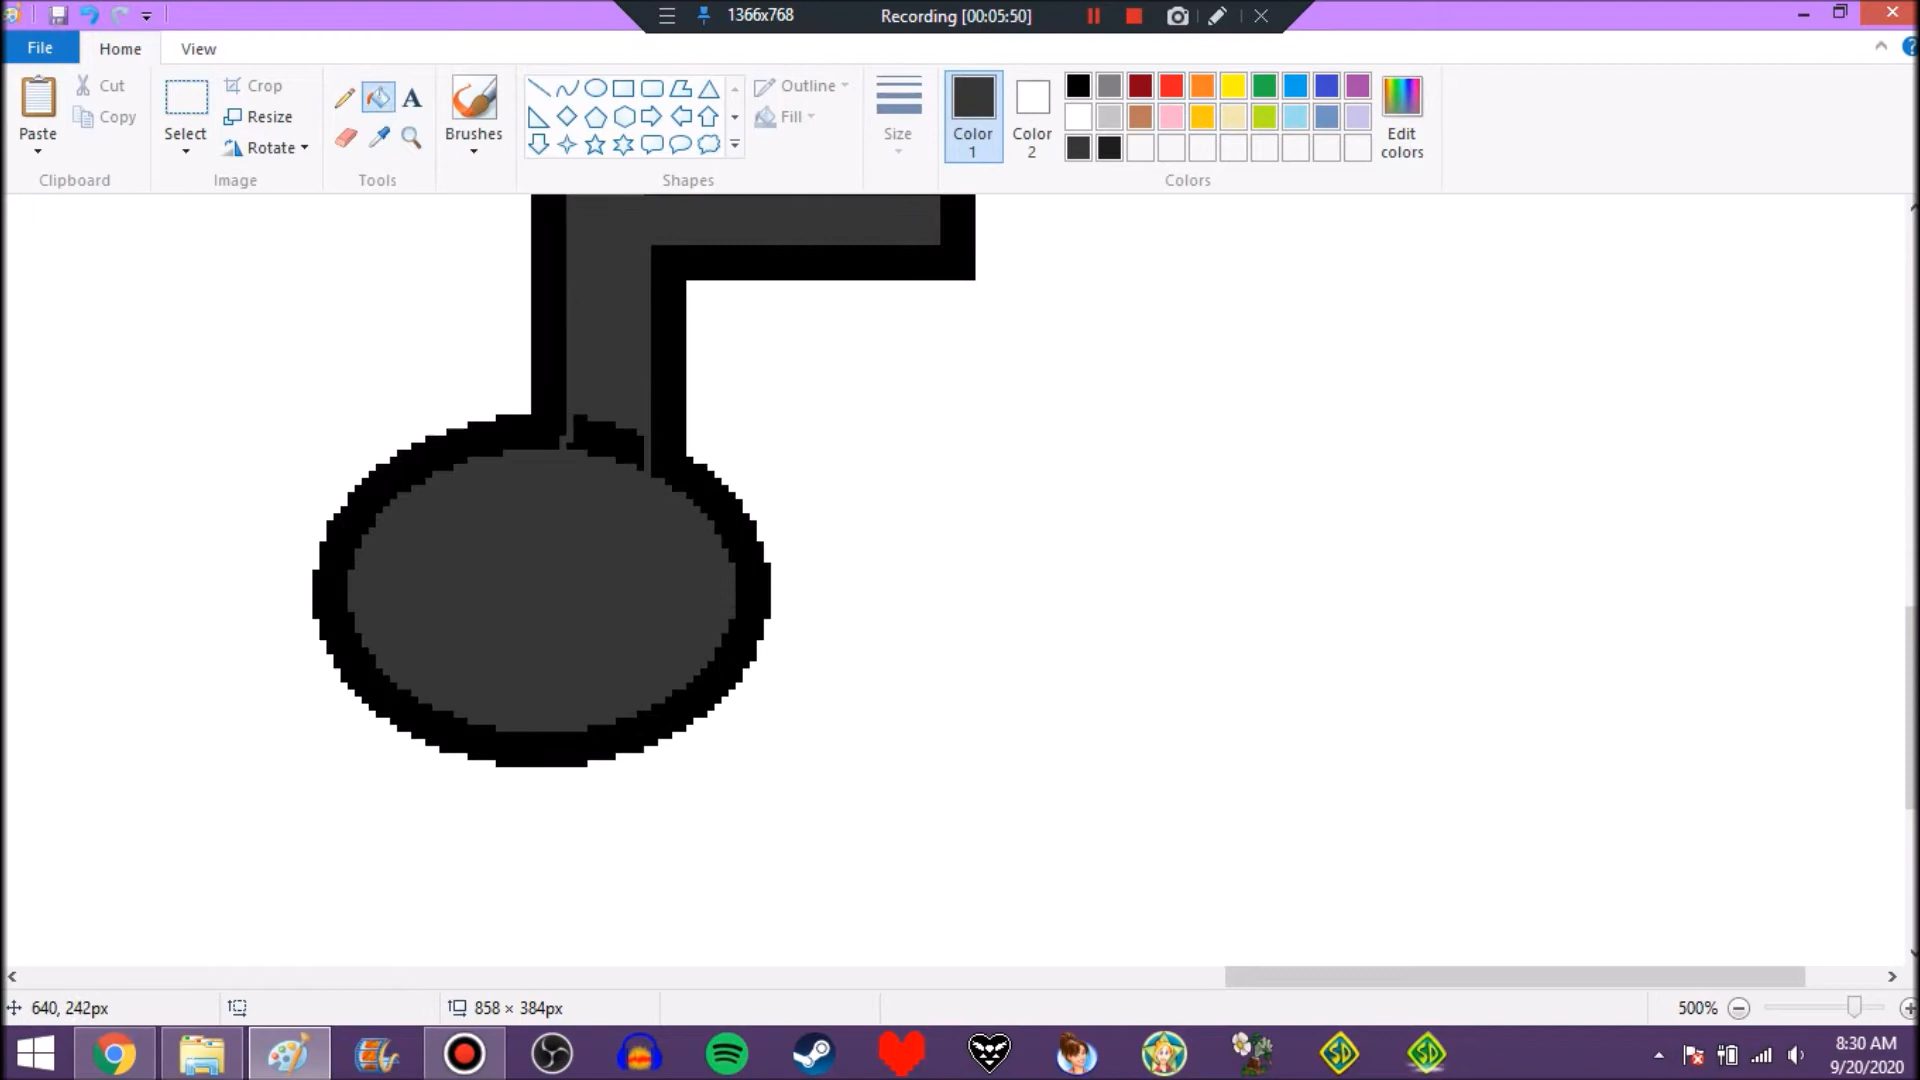 1366x768
Recording [00:05:50]
File
Home
View
Cut
Copy
Paste
Clipboard
Crop
Resize
Rotate
Select
Image
A
Tools
Brushes
Shapes
Outline
Fill
Size
Color
1
Color
2
Edit
colors
Colors
640, 242px
858 × 384px
500%
SD
SD
8:30 AM
9/20/2020